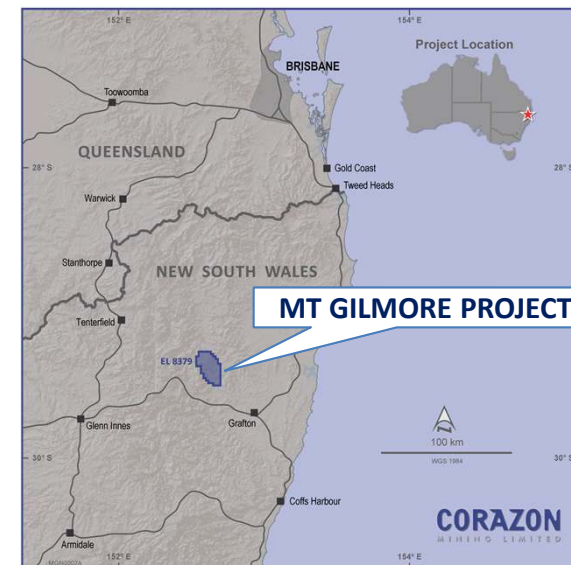 152° E
154° E
Project Location
BRISBANE
Toowoomba
QUEENSLAND
28° S
Gold Coast
28° S
Tweed Heads
Warwick
Stanthorpe
NEW SOUTH WALES
MT GILMORE PROJECT
Tenterfield
EL 8379
Glenn Innes
Grafton
100 km
WGS 1984
30° S
30° S
Coffs Harbour
CORAZON
MINING LIMITED
Armidale
152° E
154° E